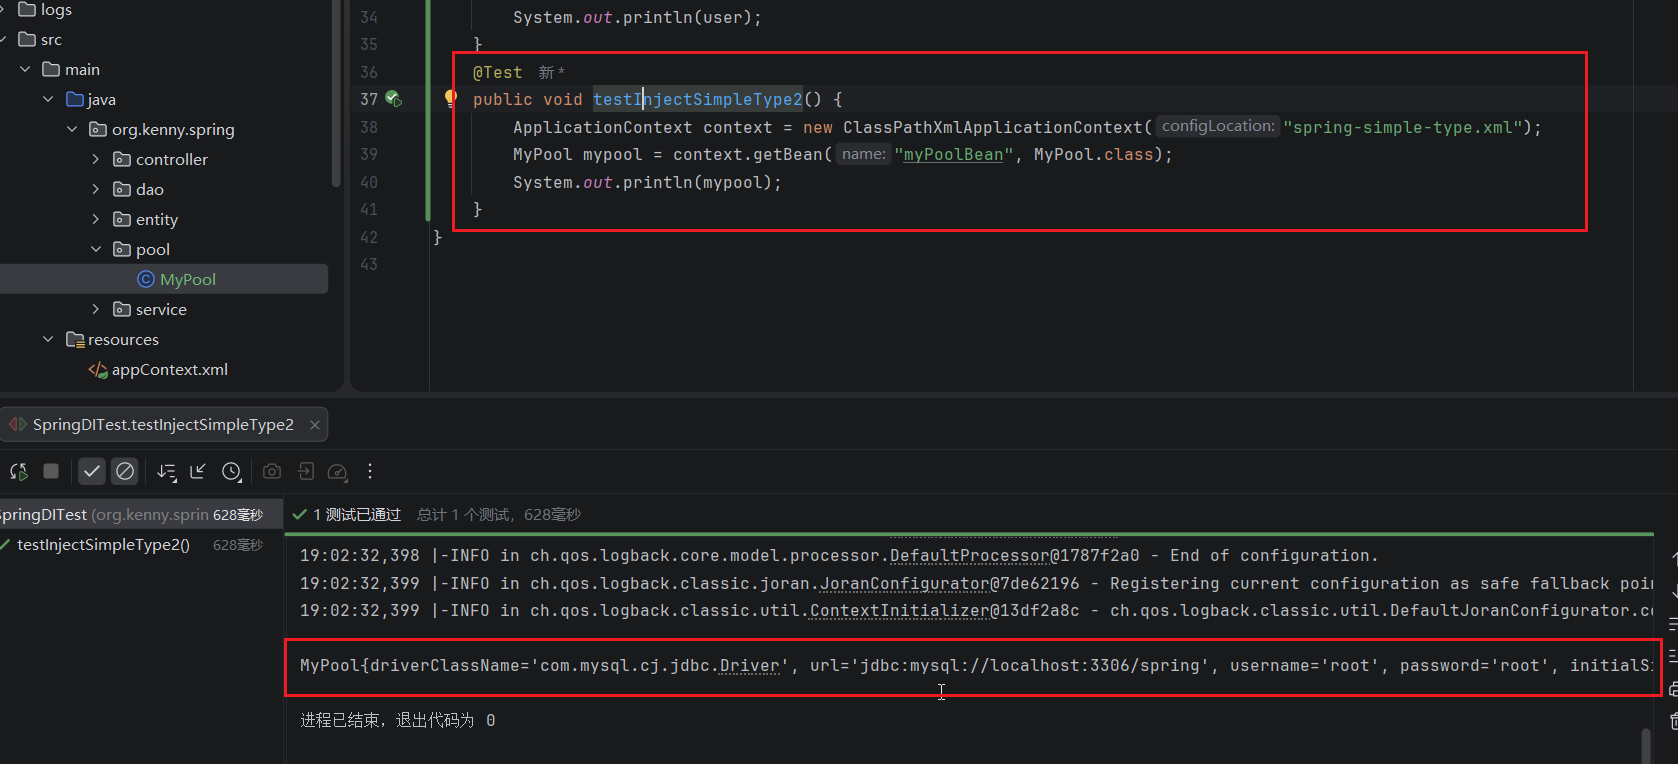 logs
src
main
java
org.kenny.spring
controller
dao
entity
pool
MyPool
service
resources
appContext.xml
34 System.out.println(user);
35 }
36 @Test 新 *
37 public void testInjectSimpleType2() {
38 ApplicationContext context = new ClassPathXmlApplicationContext( configLocation: "spring-simple-type.xml");
39 MyPool mypool = context.getBean( name: "myPoolBean", MyPool.class);
40 System.out.println(mypool);
41 }
42 }
43
SpringDITest.testInjectSimpleType2
SpringDITest (org.kenny.sprin 628毫秒
testInjectSimpleType2() 628毫秒
1 测试已通过 总计 1 个测试, 628毫秒
19:02:32,398 |-INFO in ch.qos.logback.core.model.processor.DefaultProcessor@1787f2a0 - End of configuration.
19:02:32,399 |-INFO in ch.qos.logback.classic.joran.JoranConfigurator@7de62196 - Registering current configuration as safe fallback poin
19:02:32,399 |-INFO in ch.qos.logback.classic.util.ContextInitializer@13df2a8c - ch.qos.logback.classic.util.DefaultJoranConfigurator.co
MyPool{driverClassName='com.mysql.cj.jdbc.Driver', url='jdbc:mysql://localhost:3306/spring', username='root', password='root', initialS
进程已结束，退出代码为 0